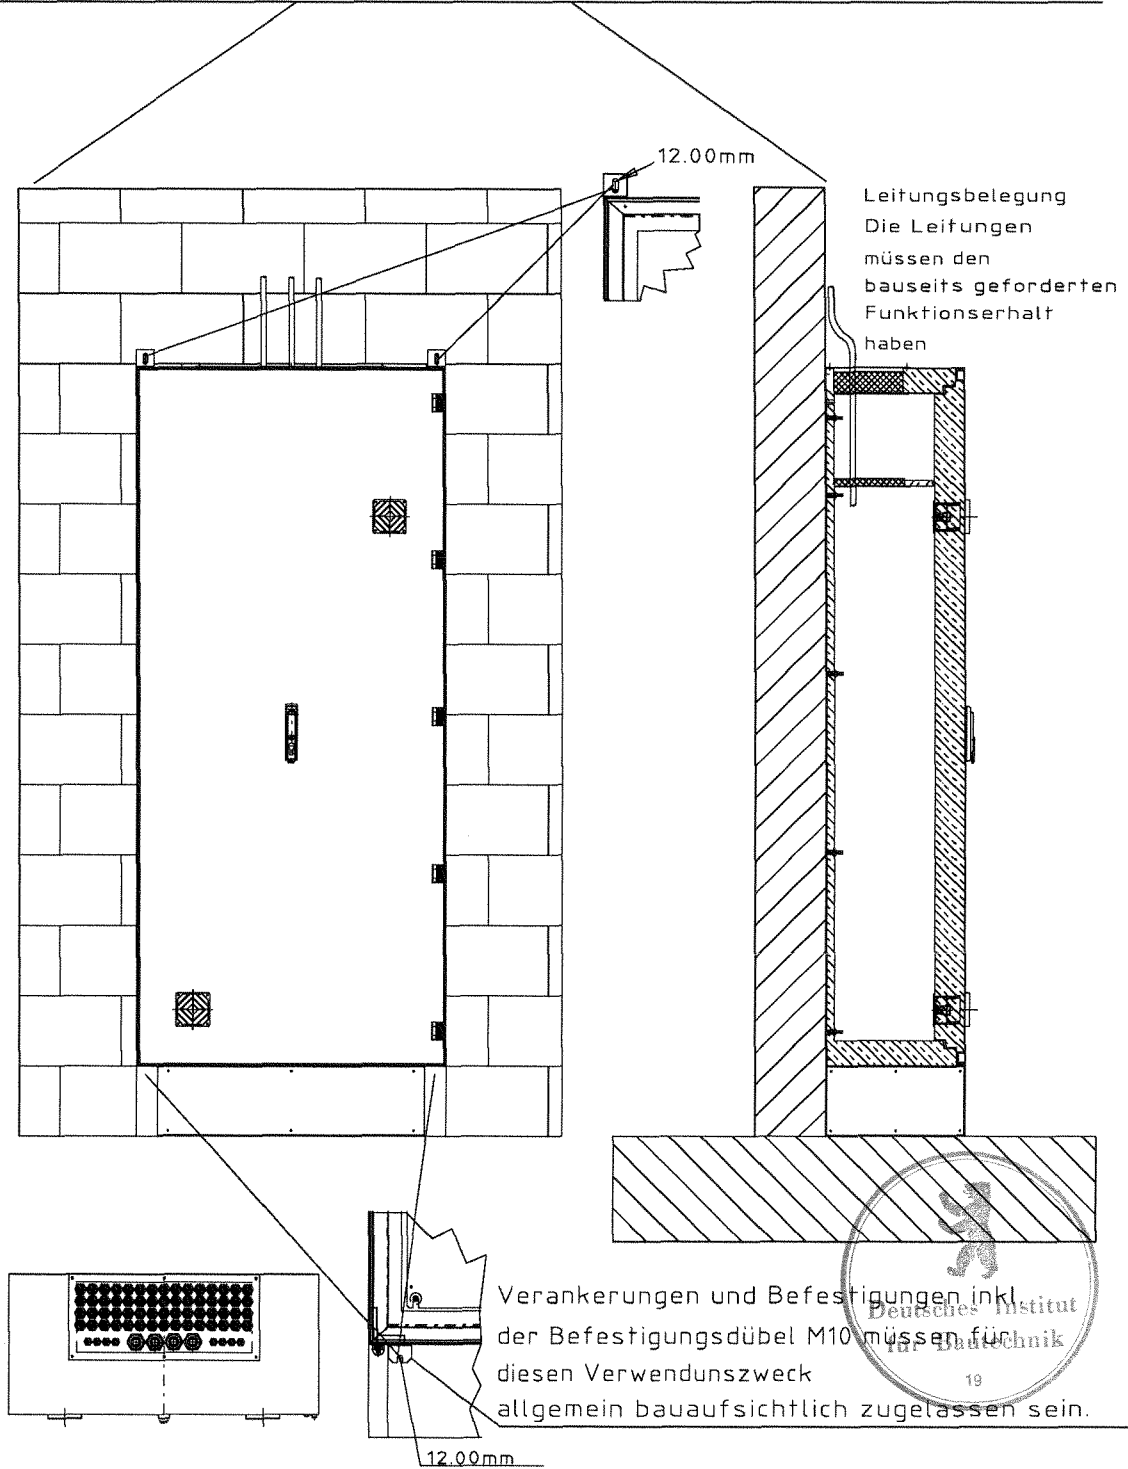 12.00mm
Leitungsbelegung
Die Leitungen
müssen den
bauseits geforderten
Funktionserhalt
haben
Verankerungen und Befestigungen inkl.
der Befestigungsdübel M10 müssen für
diesen Verwendunszweck
allgemein bauaufsichtlich zugelassen sein.
Deutsches Institut
für Bautechnik
19
12.00mm